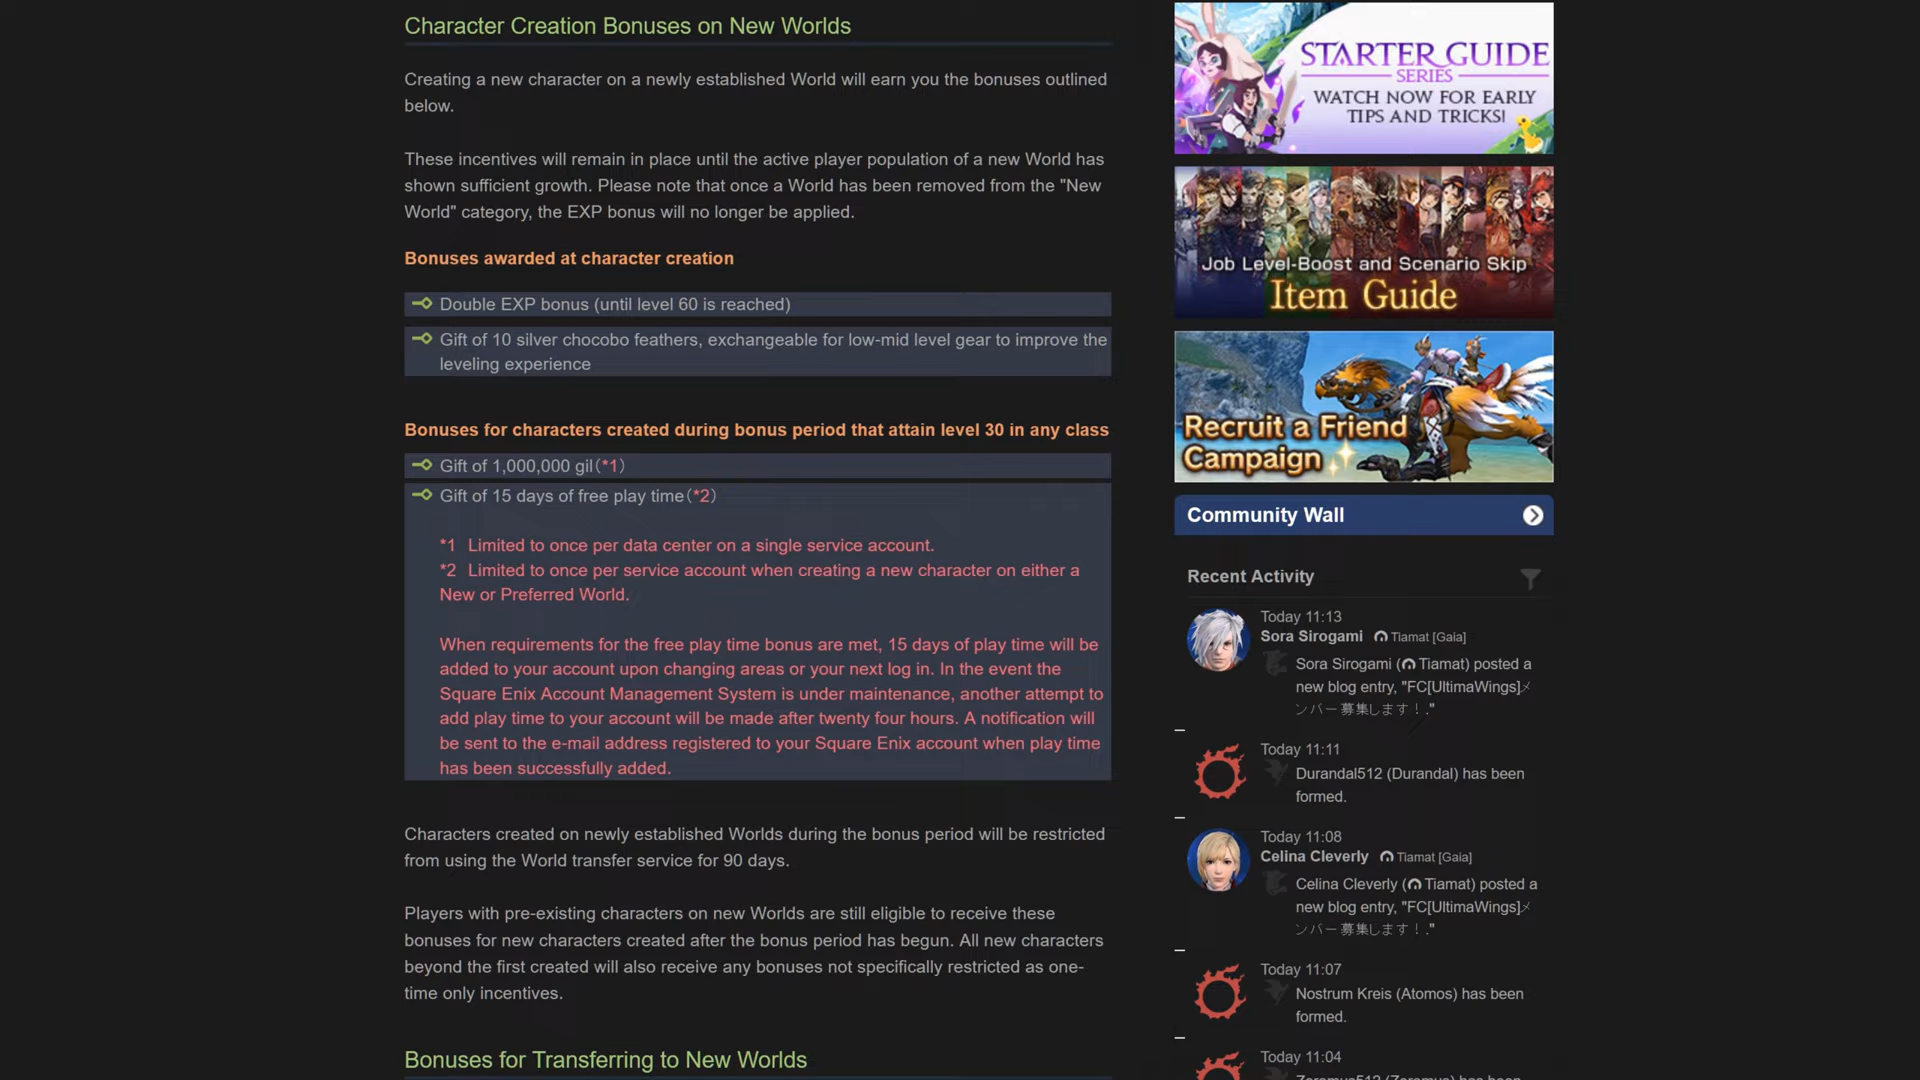 Character Creation Bonuses on New Worlds
Creating a new character on a newly established World will earn you the bonuses outlined
below.
These incentives will remain in place until the active player population of a new World has
shown sufficient growth. Please note that once a World has been removed from the "New
World" category, the EXP bonus will no longer be applied.
Bonuses awarded at character creation
Double EXP bonus (until level 60 is reached)
Gift of 10 silver chocobo feathers, exchangeable for low-mid level gear to improve the
leveling experience
Bonuses for characters created during bonus period that attain level 30 in any class
Gift of 1,000,000 gil(*1)
Gift of 15 days of free play time(*2)
*1 Limited to once per data center on a single service account.
*2 Limited to once per service account when creating a new character on either a
New or Preferred World.
When requirements for the free play time bonus are met, 15 days of play time will be
added to your account upon changing areas or your next log in. In the event the
Square Enix Account Management System is under maintenance, another attempt to
add play time to your account will be made after twenty four hours. A notification will
be sent to the e-mail address registered to your Square Enix account when play time
has been successfully added.
Characters created on newly established Worlds during the bonus period will be restricted
from using the World transfer service for 90 days.
Players with pre-existing characters on new Worlds are still eligible to receive these
bonuses for new characters created after the bonus period has begun. All new characters
beyond the first created will also receive any bonuses not specifically restricted as one-
time only incentives.
Bonuses for Transferring to New Worlds
STARTER GUIDE
SERIES
WATCH NOW FOR EARLY
TIPS AND TRICKS!
Job Level-Boost and Scenario Skip
Item Guide
Recruit a Friend
Campaign
Community Wall
Recent Activity
Today 11:13
Sora Sirogami Tiamat [Gaia]
Sora Sirogami (Tiamat) posted a
new blog entry, "FC[UltimaWings]メ
ンバー募集します！."
Today 11:11
Durandal512 (Durandal) has been
formed.
Today 11:08
Celina Cleverly Tiamat [Gaia]
Celina Cleverly (Tiamat) posted a
new blog entry, "FC[UltimaWings]メ
ンバー募集します！."
Today 11:07
Nostrum Kreis (Atomos) has been
formed.
Today 11:04